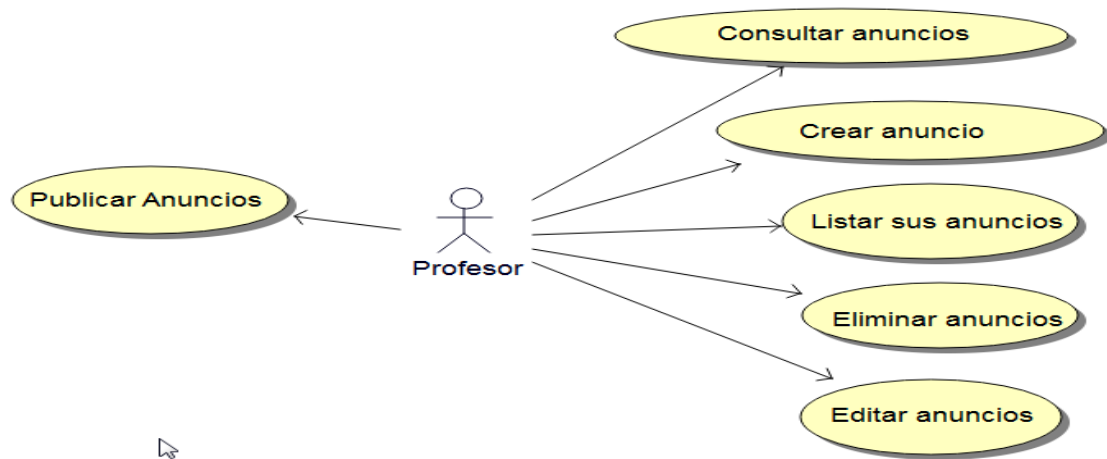 Consultar anuncios
Crear anuncio
Publicar Anuncios
Listar sus anuncios
Profesor
Eliminar anuncios
Editar anuncios